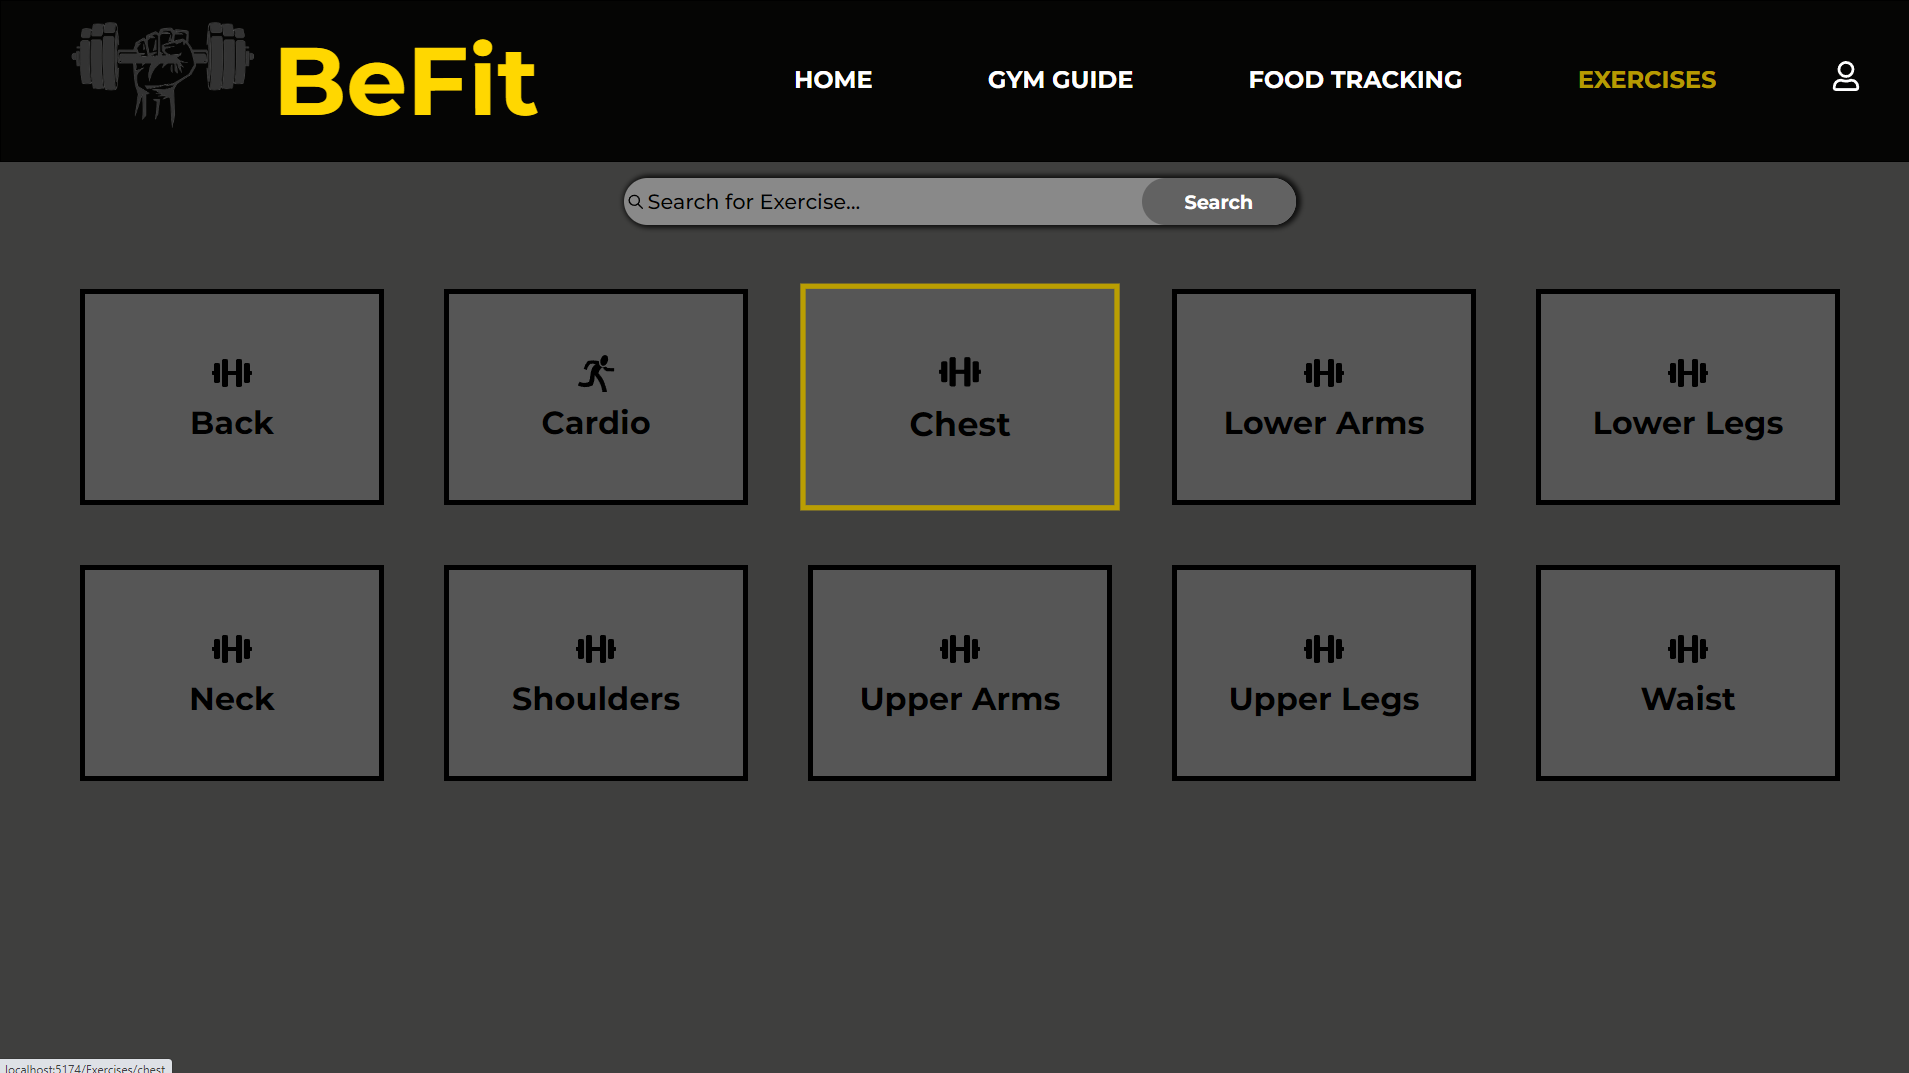 BeFit
HOME GYM GUIDE FOOD TRACKING EXERCISES
Search for Exercise... Search
Back Cardio Chest Lower Arms Lower Legs
Neck Shoulders Upper Arms Upper Legs Waist
localhost:5174/Exercises/chest